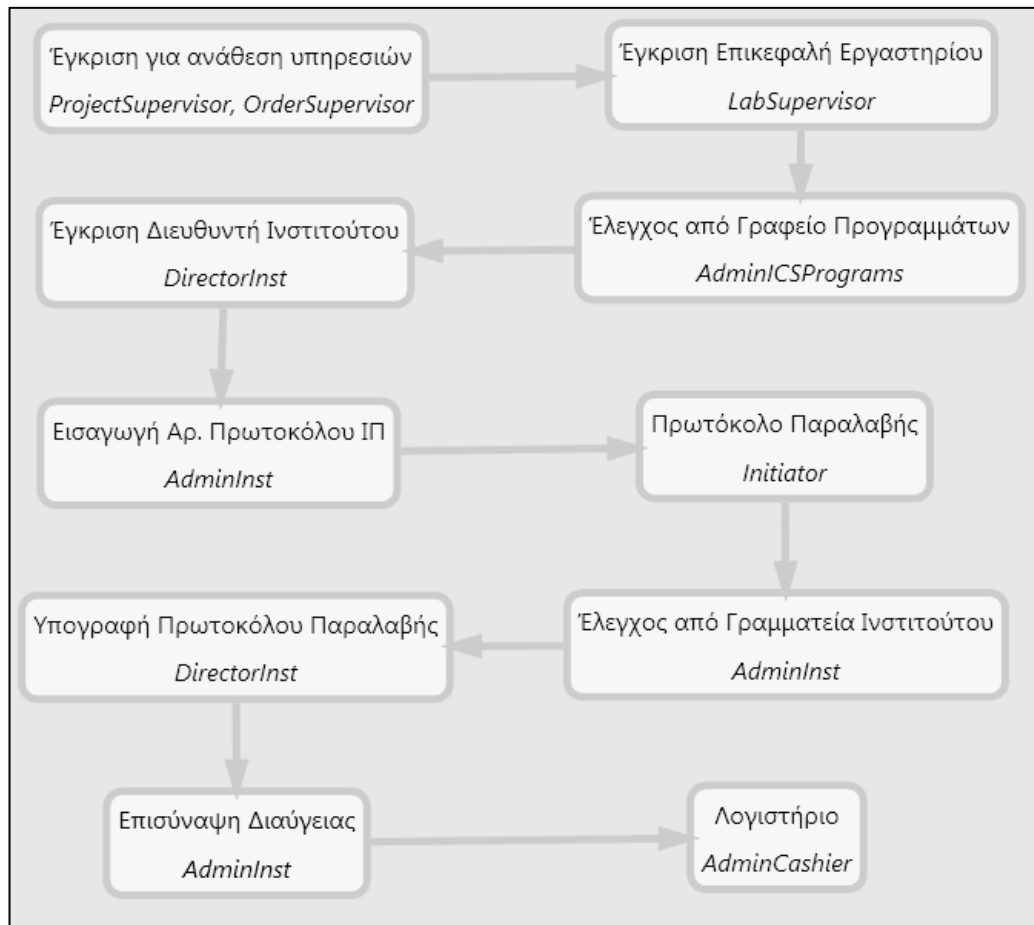 Έγκριση για ανάθεση υπηρεσιών
ProjectSupervisor, OrderSupervisor
Έγκριση Επικεφαλή Εργαστηρίου
LabSupervisor
Έλεγχος από Γραφείο Προγραμμάτων
AdminICSPrograms
Έγκριση Διευθυντή Ινστιτούτου
DirectorInst
Εισαγωγή Αρ. Πρωτοκόλου ΙΠ
AdminInst
Πρωτόκολο Παραλαβής
Initiator
Έλεγχος από Γραμματεία Ινστιτούτου
AdminInst
Υπογραφή Πρωτοκόλου Παραλαβής
DirectorInst
Επισύναψη Διαύγειας
AdminInst
Λογιστήριο
AdminCashier